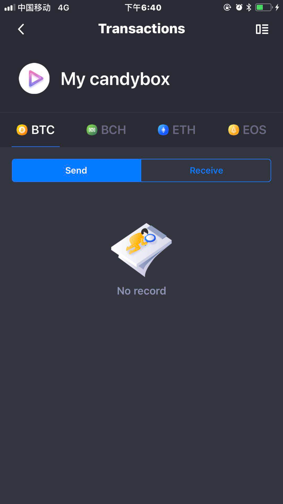 中国移动 4G 下午6:40
Transactions
My candybox
BTC BCH ETH EOS
Send Receive
No record